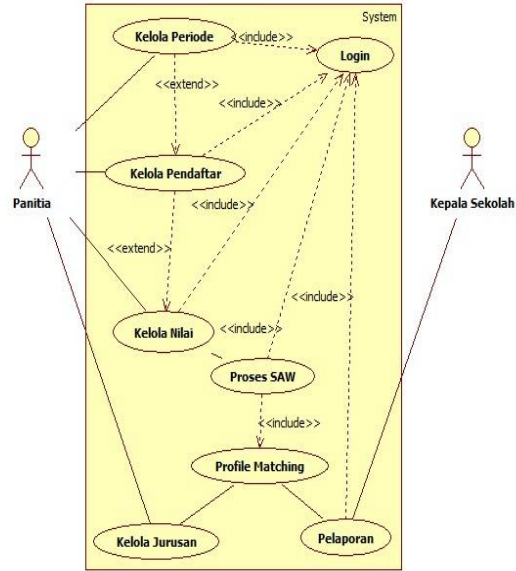 System
Kelola Periode
<<include>>
Login
<<extend>>
<<include>>
Panitia
Kelola Pendaftar
Kepala Sekolah
<<include>>
<<extend>>
<<include>>
Kelola Nilai
<<include>>
Proses SAW
<<include>>
Profile Matching
Kelola Jurusan
Pelaporan